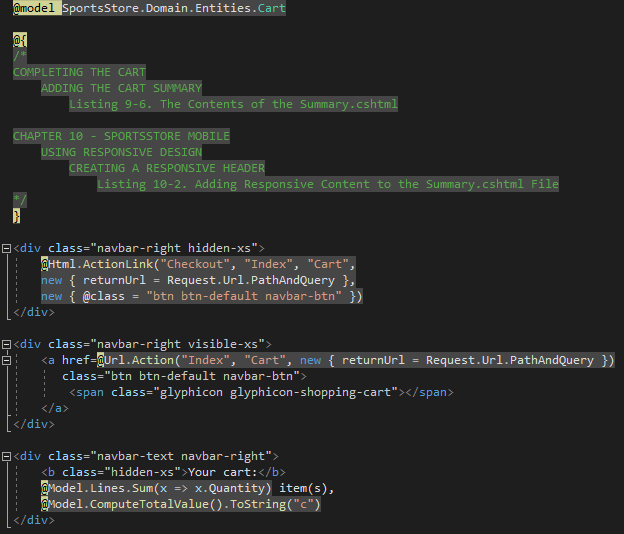 @model SportsStore.Domain.Entities.Cart
@{
/*
COMPLETING THE CART
ADDING THE CART SUMMARY
Listing 9-6. The Contents of the Summary.cshtml
CHAPTER 10 - SPORTSSTORE MOBILE
USING RESPONSIVE DESIGN
CREATING A RESPONSIVE HEADER
Listing 10-2. Adding Responsive Content to the Summary.cshtml File
*/
}
<div class="navbar-right hidden-xs">
@Html.ActionLink("Checkout", "Index", "Cart",
new { returnUrl = Request.Url.PathAndQuery },
new { @class = "btn btn-default navbar-btn" })
</div>
<div class="navbar-right visible-xs">
<a href=@Url.Action("Index", "Cart", new { returnUrl = Request.Url.PathAndQuery })
class="btn btn-default navbar-btn">
<span class="glyphicon glyphicon-shopping-cart"></span>
</a>
</div>
<div class="navbar-text navbar-right">
<b class="hidden-xs">Your cart:</b>
@Model.Lines.Sum(x => x.Quantity) item(s),
@Model.ComputeTotalValue().ToString("c")
</div>